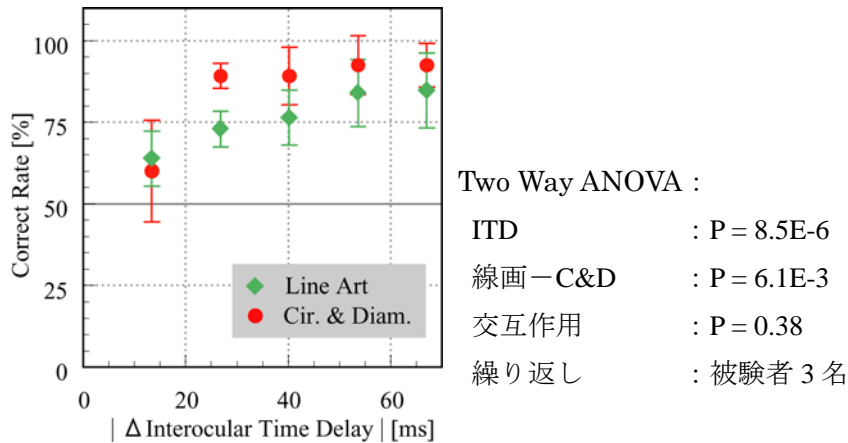 100
75
50
25
0
Correct Rate [%]
Line Art
Cir. & Diam.
0 20 40 60
| Δ Interocular Time Delay | [ms]
Two Way ANOVA :
ITD : P = 8.5E-6
線画－C&D : P = 6.1E-3
交互作用 : P = 0.38
繰り返し : 被験者 3 名